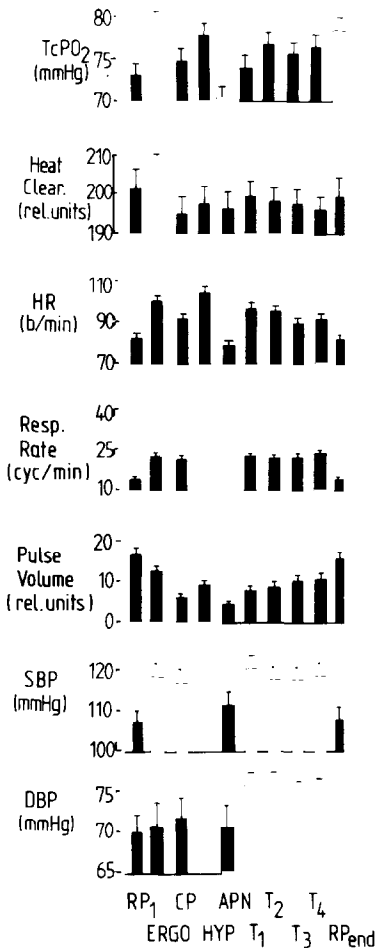 80
TcPO2
75
(mmHg)
70
210
Heat
Clear.
200
(rel.units)
190
110
HR
90
(b/min)
70
40
Resp.
Rate
25
(cyc/min)
10
20
Pulse
Volume
10
(rel.units)
0
120
SBP
(mmHg)
110
100
75
DBP
(mmHg)
70
65
RP1 CP APN T2 T4
ERGO HYP T1 T3 RPend